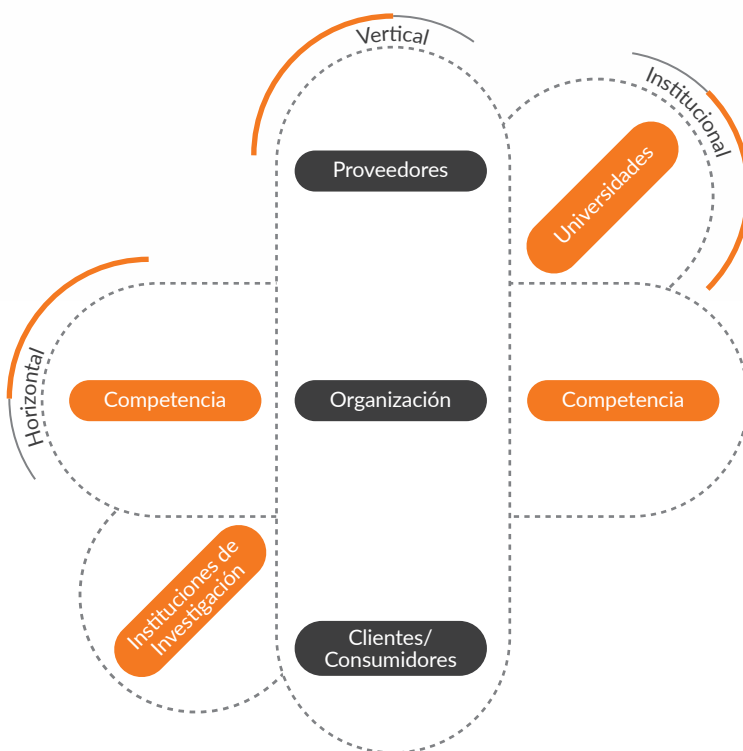 Vertical
Institucional
Proveedores
Universidades
Horizontal
Competencia
Organización
Competencia
Instituciones de
Investigación
Clientes/
Consumidores